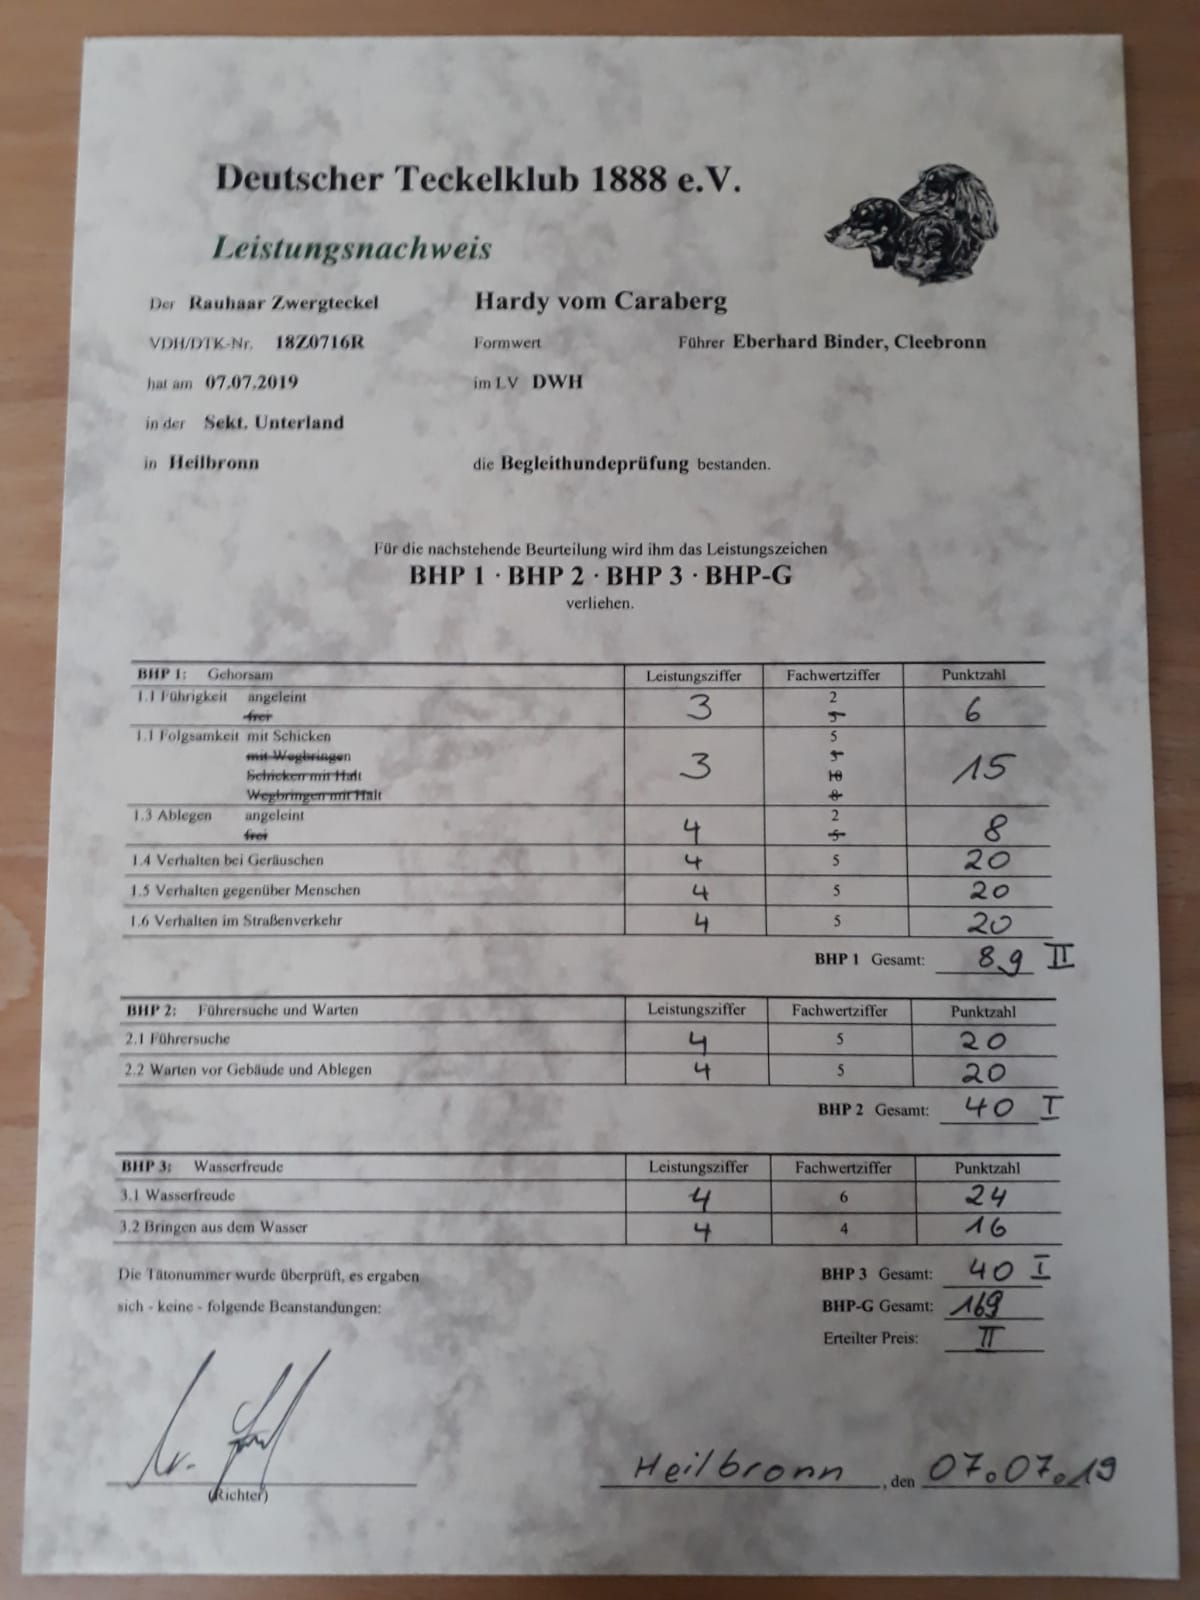 Deutscher Teckelklub 1888 e.V.
Leistungsnachweis
Der Rauhaar Zwergteckel Hardy vom Caraberg
VDH/DTK-Nr. 18Z0716R Formwert Führer Eberhard Binder, Cleebronn
hat am 07.07.2019 im LV DWH
in der Sekt. Unterland
in Heilbronn die Begleithundeprüfung bestanden.
Für die nachstehende Beurteilung wird ihm das Leistungszeichen
BHP 1 · BHP 2 · BHP 3 · BHP-G
verliehen.
BHP 1: Gehorsam Leistungsziffer Fachwertziffer Punktzahl
1.1 Führigkeit angeleint 3 2 6
frei 5
1.1 Folgsamkeit mit Schicken 3 5 15
mit Wegbringen 5
Schicken mit Halt 10
Wegbringen mit Halt 8
1.3 Ablegen angeleint 4 2 8
frei 5
1.4 Verhalten bei Geräuschen 4 5 20
1.5 Verhalten gegenüber Menschen 4 5 20
1.6 Verhalten im Straßenverkehr 4 5 20
BHP 1 Gesamt: 89 II
BHP 2: Führersuche und Warten Leistungsziffer Fachwertziffer Punktzahl
2.1 Führersuche 4 5 20
2.2 Warten vor Gebäude und Ablegen 4 5 20
BHP 2 Gesamt: 40 I
BHP 3: Wasserfreude Leistungsziffer Fachwertziffer Punktzahl
3.1 Wasserfreude 4 6 24
3.2 Bringen aus dem Wasser 4 4 16
Die Tätonummer wurde überprüft, es ergaben BHP 3 Gesamt: 40 I
sich - keine - folgende Beanstandungen: BHP-G Gesamt: 169
Erteilter Preis: II
Heilbronn, den 07.07.19
(Richter)